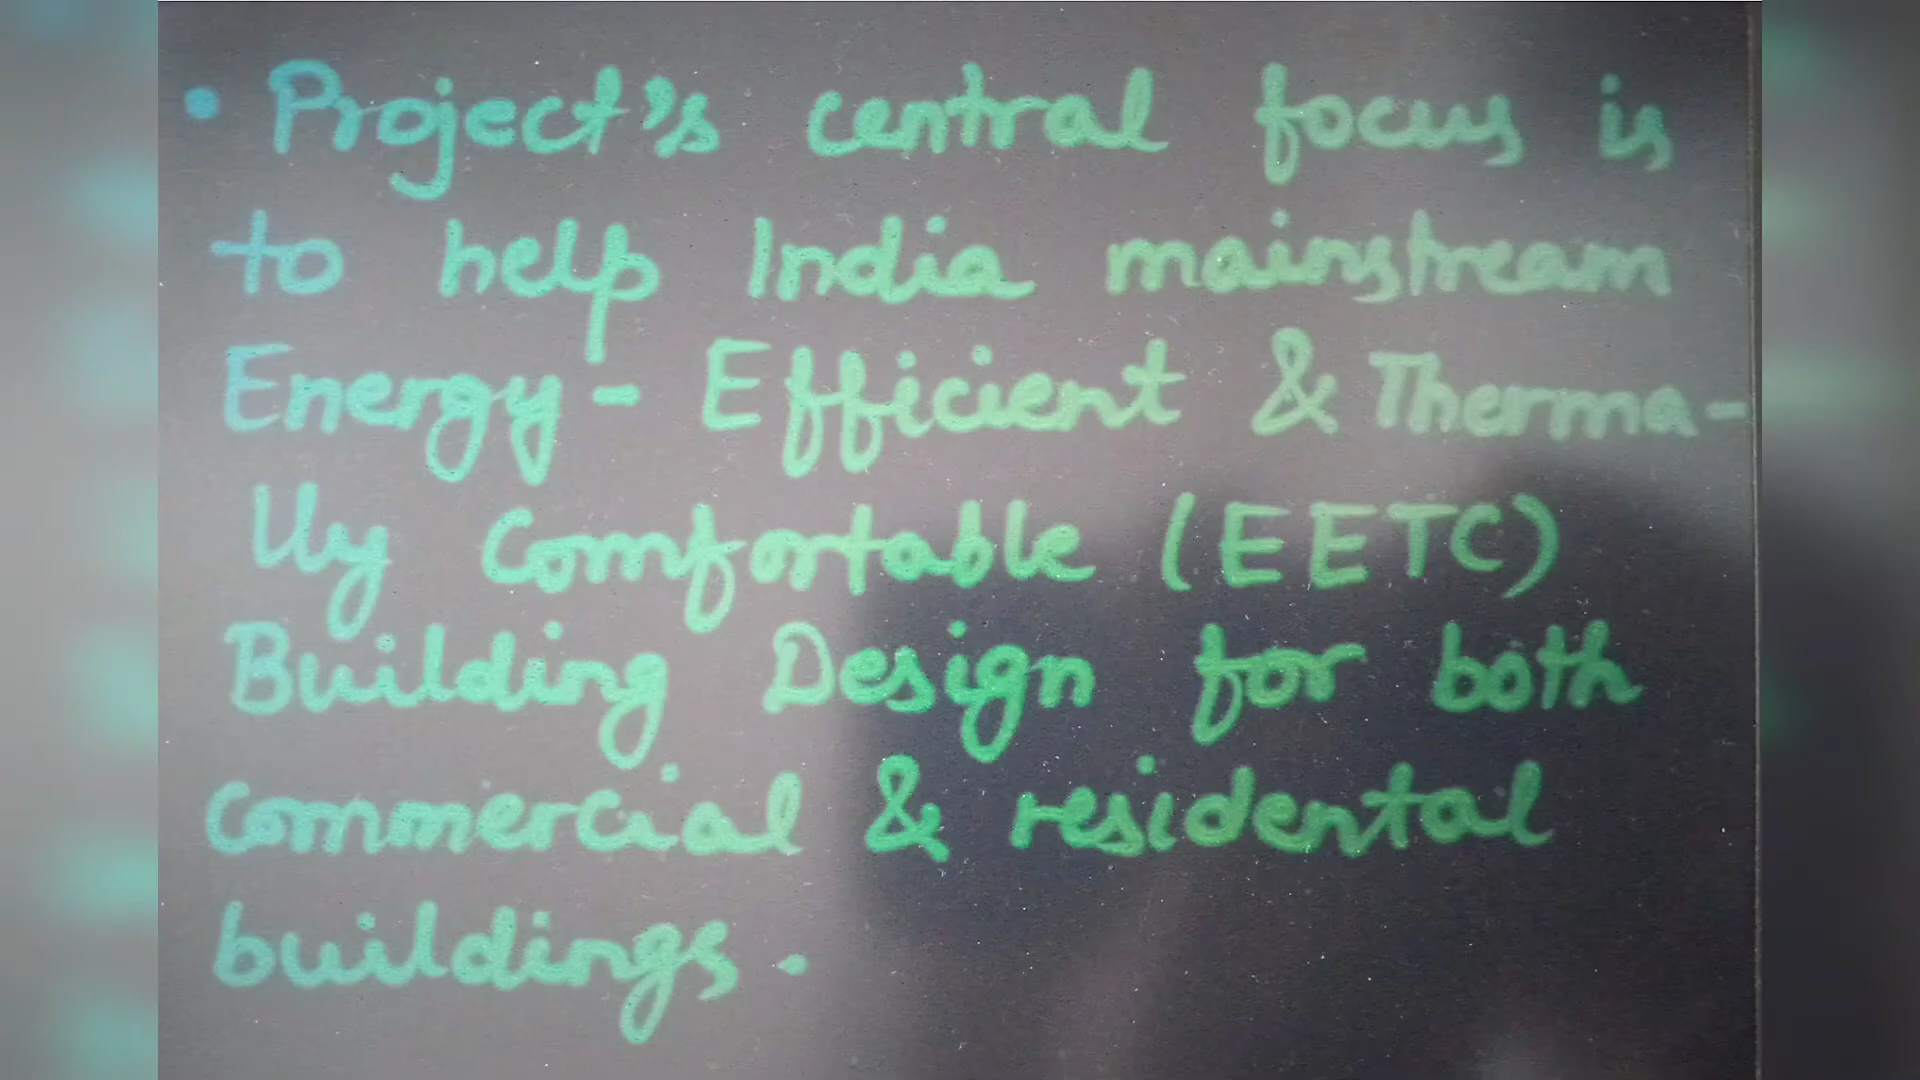 • Project's central focus is
to help India mainstream
Energy - Efficient & Therma-
lly Comfortable (EETC)
Building Design for both
commercial & residental
buildings.